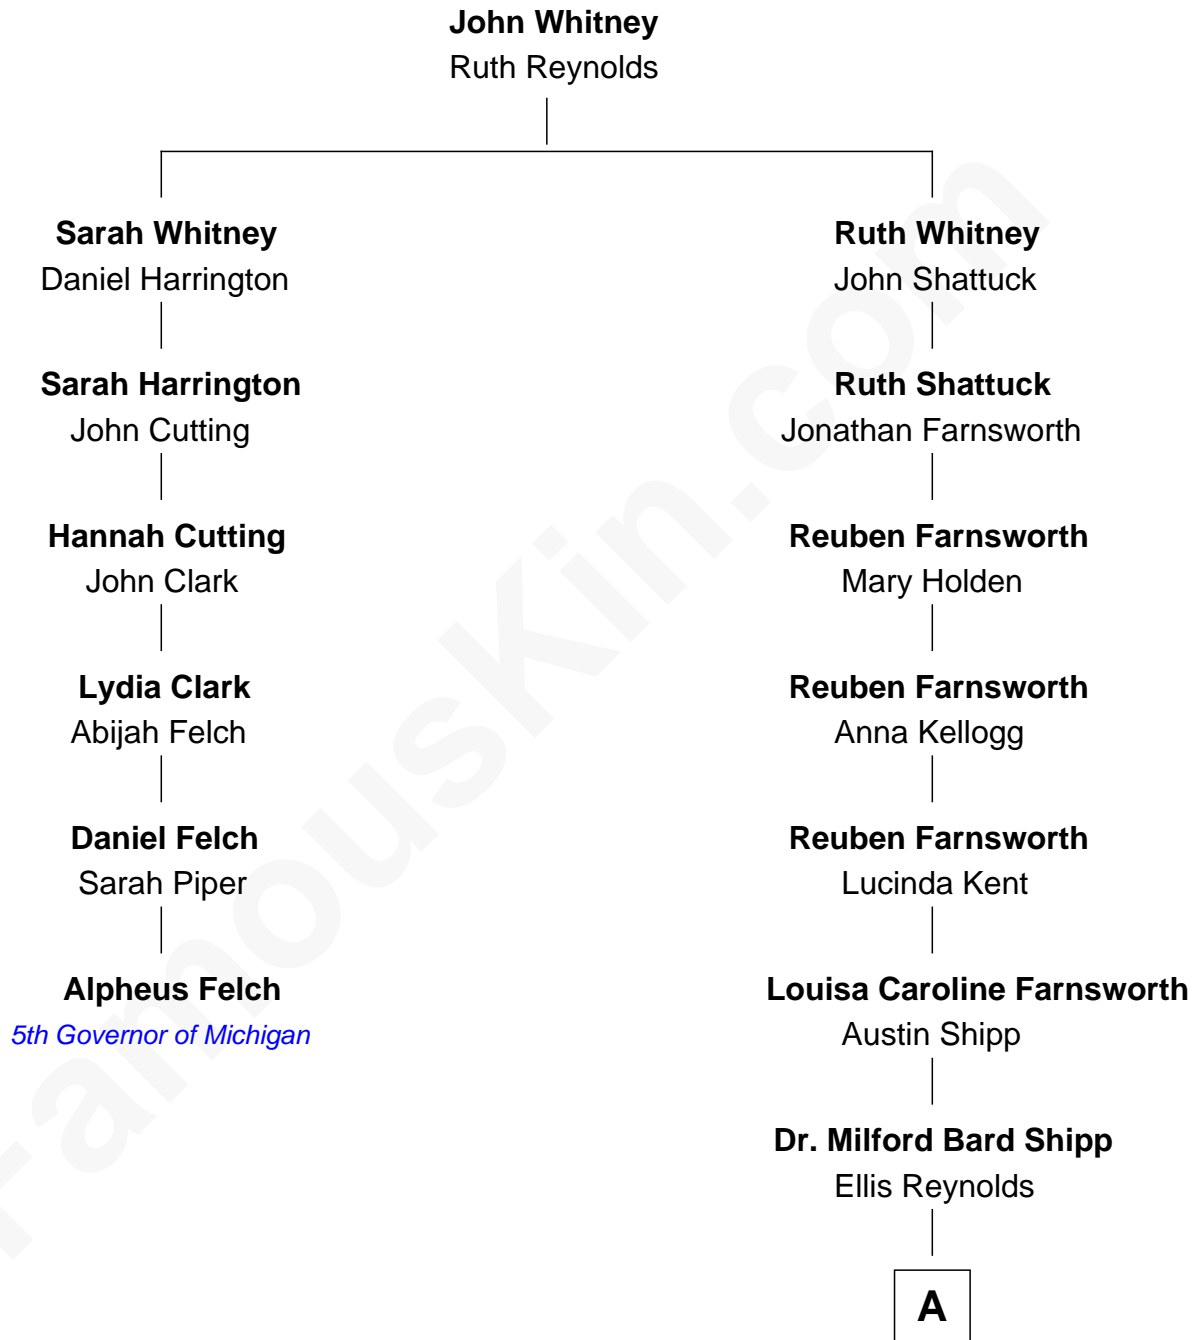 John Whitney
Ruth Reynolds
Sarah Whitney
Daniel Harrington
Ruth Whitney
John Shattuck
Sarah Harrington
John Cutting
Ruth Shattuck
Jonathan Farnsworth
Hannah Cutting
John Clark
Reuben Farnsworth
Mary Holden
Lydia Clark
Abijah Felch
Reuben Farnsworth
Anna Kellogg
Daniel Felch
Sarah Piper
Reuben Farnsworth
Lucinda Kent
Alpheus Felch
5th Governor of Michigan
Louisa Caroline Farnsworth
Austin Shipp
Dr. Milford Bard Shipp
Ellis Reynolds
A
FamousKin.com